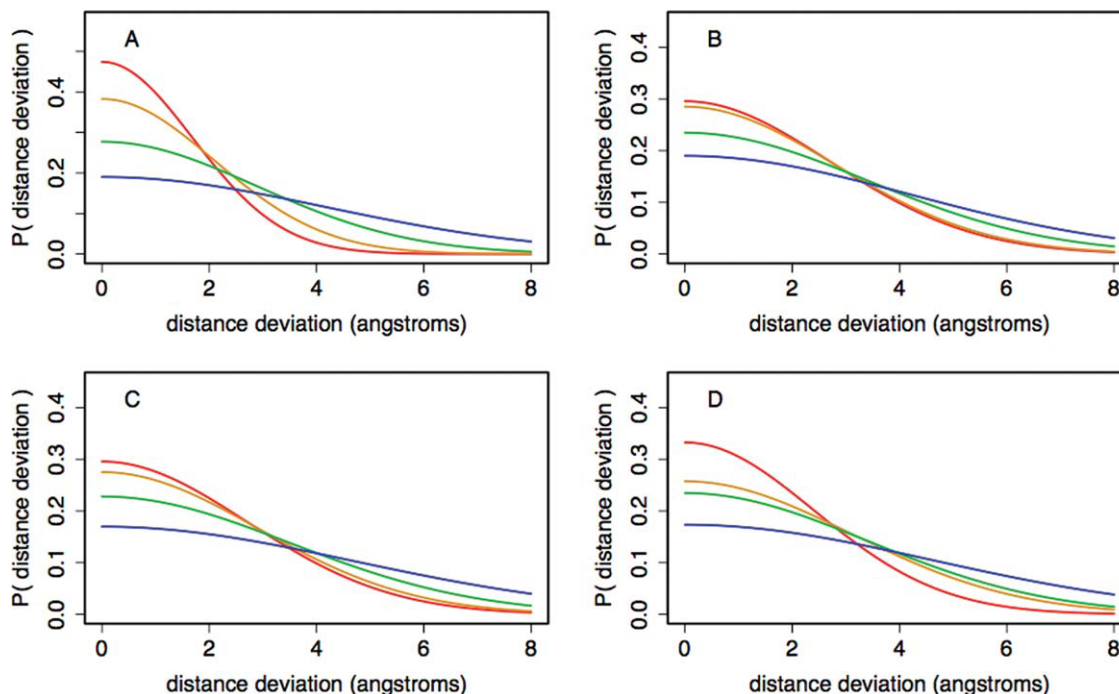 A
P( distance deviation )
0.0 0.2 0.4
0 2 4 6 8
distance deviation (angstroms)
B
P( distance deviation )
0.0 0.1 0.2 0.3 0.4
0 2 4 6 8
distance deviation (angstroms)
C
P( distance deviation )
0.0 0.1 0.2 0.3 0.4
0 2 4 6 8
distance deviation (angstroms)
D
P( distance deviation )
0.0 0.1 0.2 0.3 0.4
0 2 4 6 8
distance deviation (angstroms)